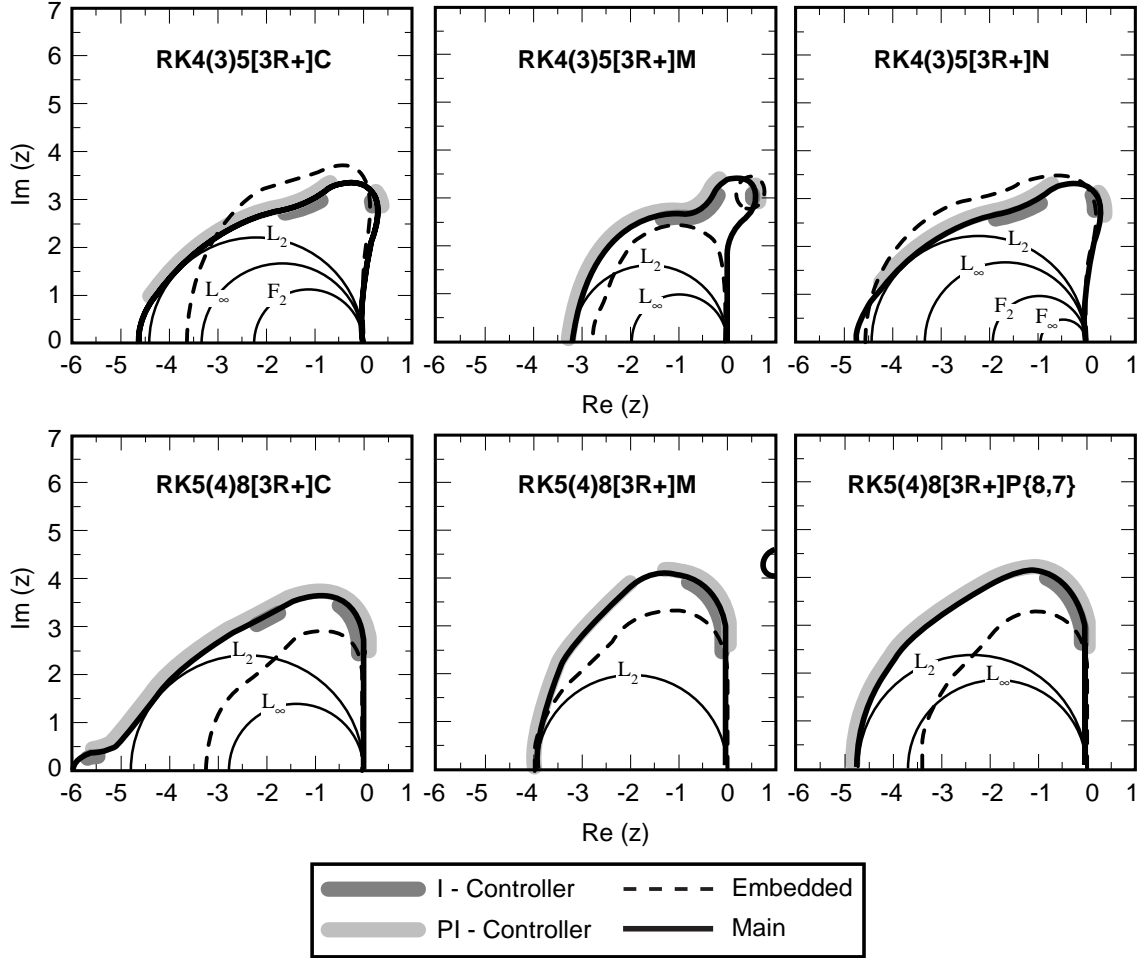 RK4(3)5[3R+]C
RK4(3)5[3R+]M
RK4(3)5[3R+]N
7
6
5
4
3
2
1
0
Im (z)
L2
L∞
F2
L2
L∞
L2
L∞
F2
F∞
-6 -5 -4 -3 -2 -1 0 1
-6 -5 -4 -3 -2 -1 0 1
-6 -5 -4 -3 -2 -1 0 1
Re (z)
RK5(4)8[3R+]C
RK5(4)8[3R+]M
RK5(4)8[3R+]P{8,7}
7
6
5
4
3
2
1
0
Im (z)
L2
L∞
L2
L2
L∞
-6 -5 -4 -3 -2 -1 0 1
-6 -5 -4 -3 -2 -1 0 1
-6 -5 -4 -3 -2 -1 0 1
Re (z)
I - Controller
Embedded
PI - Controller
Main